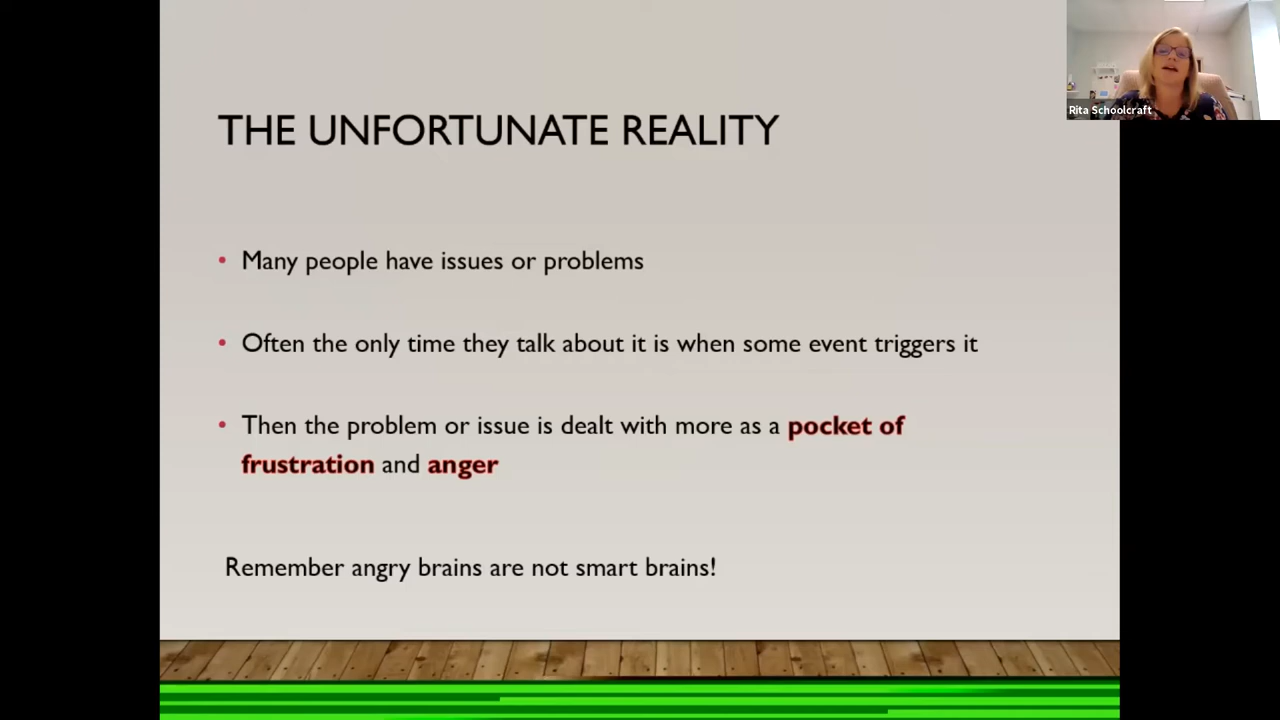 THE UNFORTUNATE REALITY
• Many people have issues or problems
• Often the only time they talk about it is when some event triggers it
• Then the problem or issue is dealt with more as a pocket of
frustration and anger
Remember angry brains are not smart brains!
Rita Schoolcraft